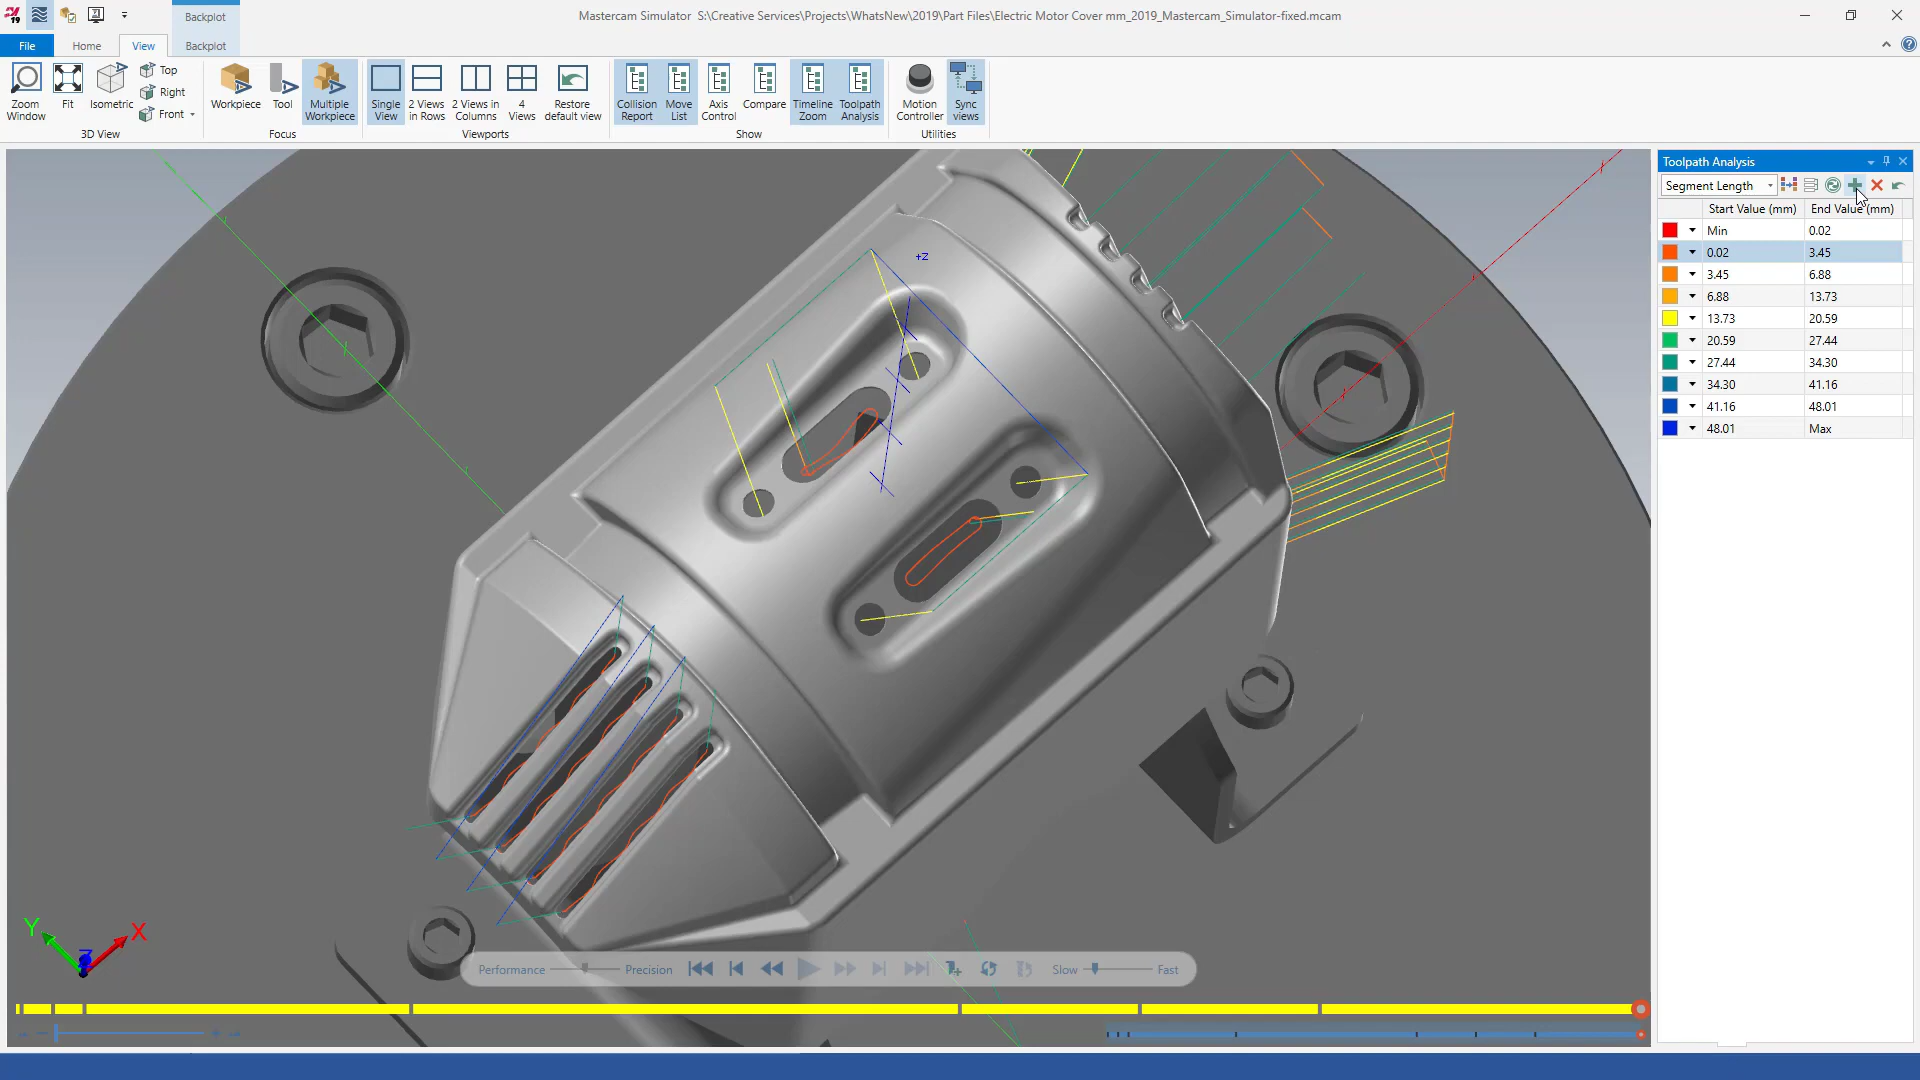 19
Backplot
Mastercam Simulator S:\Creative Services\Projects\WhatsNew\2019\Part Files\Electric Motor Cover mm_2019_Mastercam_Simulator-fixed.mcam
File Home View Backplot
Zoom Window
Fit
Isometric
Top
Right
Front
3D View
Workpiece
Tool
Multiple Workpiece
Focus
Single View
2 Views in Rows
2 Views in Columns
4 Views
Restore default view
Viewports
Collision Report
Move List
Axis Control
Compare
Timeline Zoom
Toolpath Analysis
Show
Motion Controller
Sync views
Utilities
Toolpath Analysis
Segment Length
Start Value (mm) End Value (mm)
Min 0.02
0.02 3.45
3.45 6.88
6.88 13.73
13.73 20.59
20.59 27.44
27.44 34.30
34.30 41.16
41.16 48.01
48.01 Max
+Z
Y X
Z
Performance Precision Slow Fast